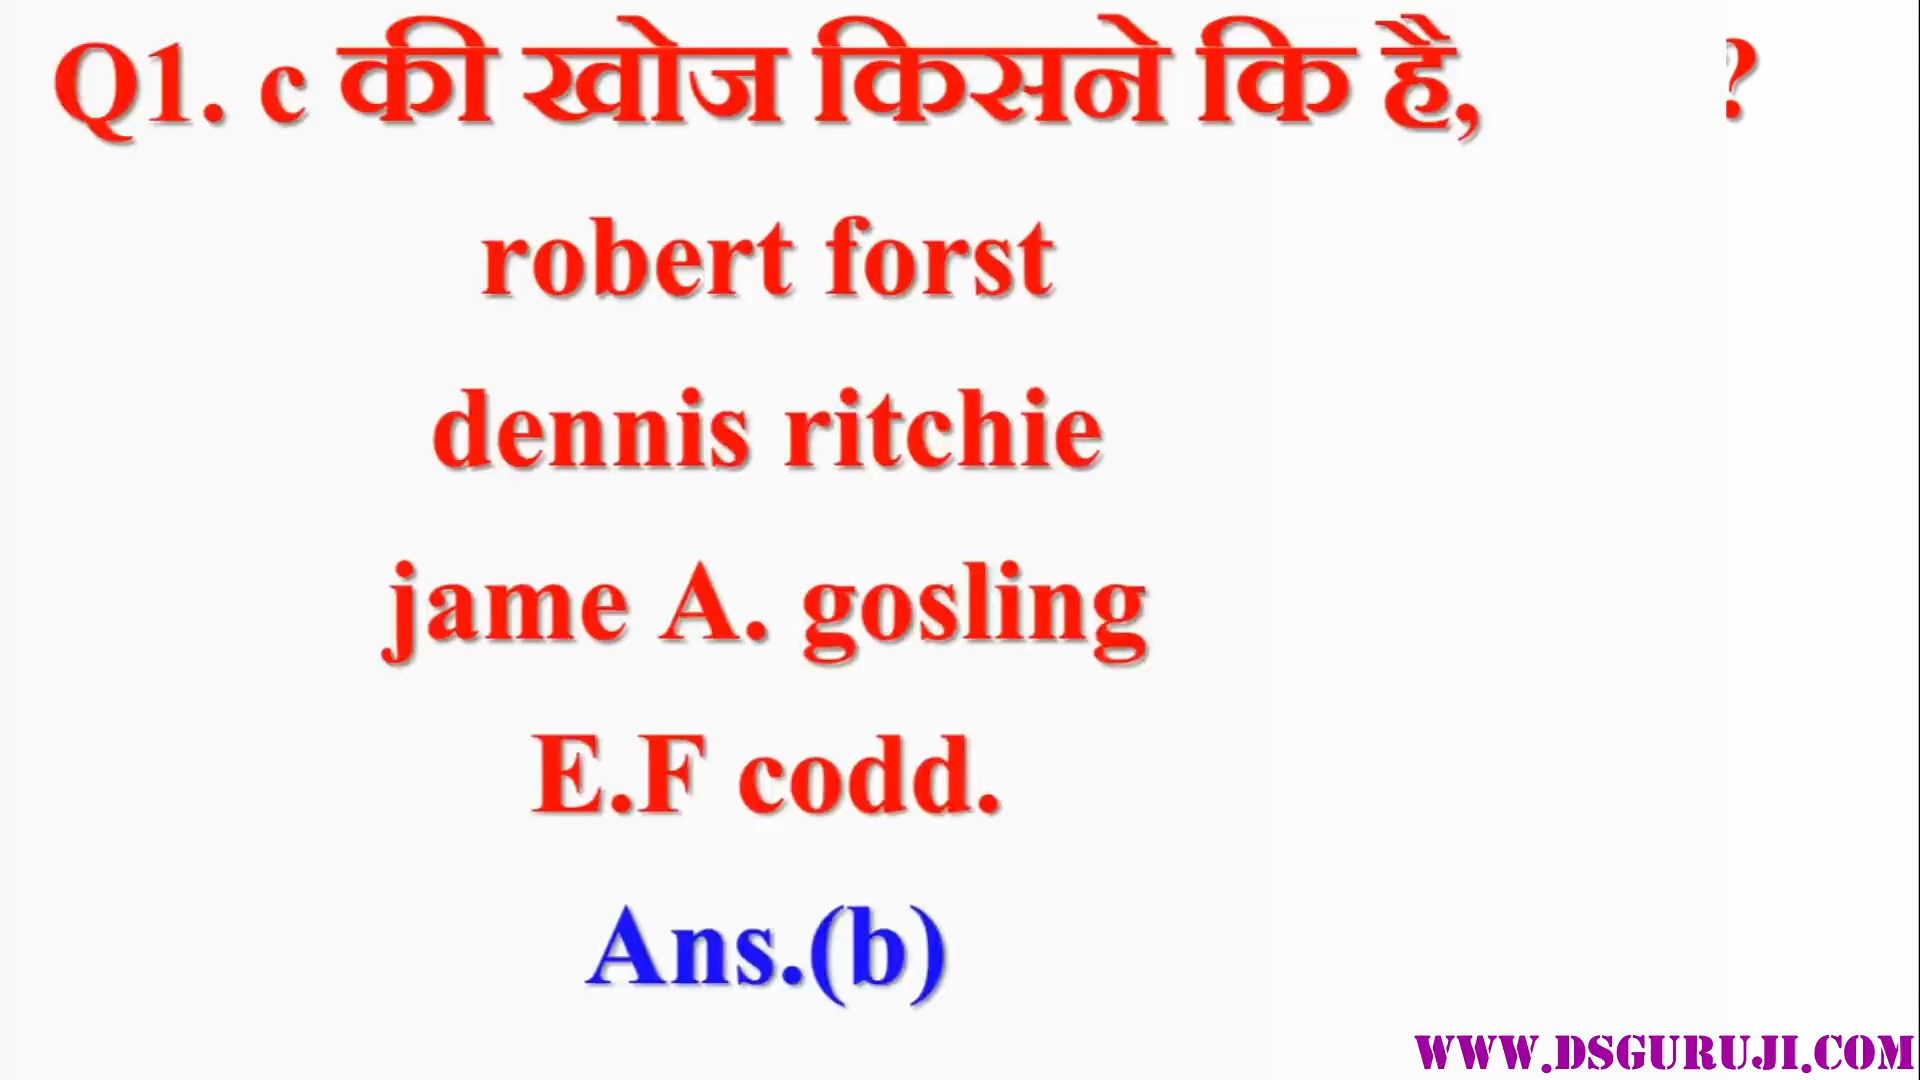 Q1. c की खोज किसने कि है, ?
robert forst
dennis ritchie
jame A. gosling
E.F codd.
Ans.(b)
WWW.DSGURUJI.COM